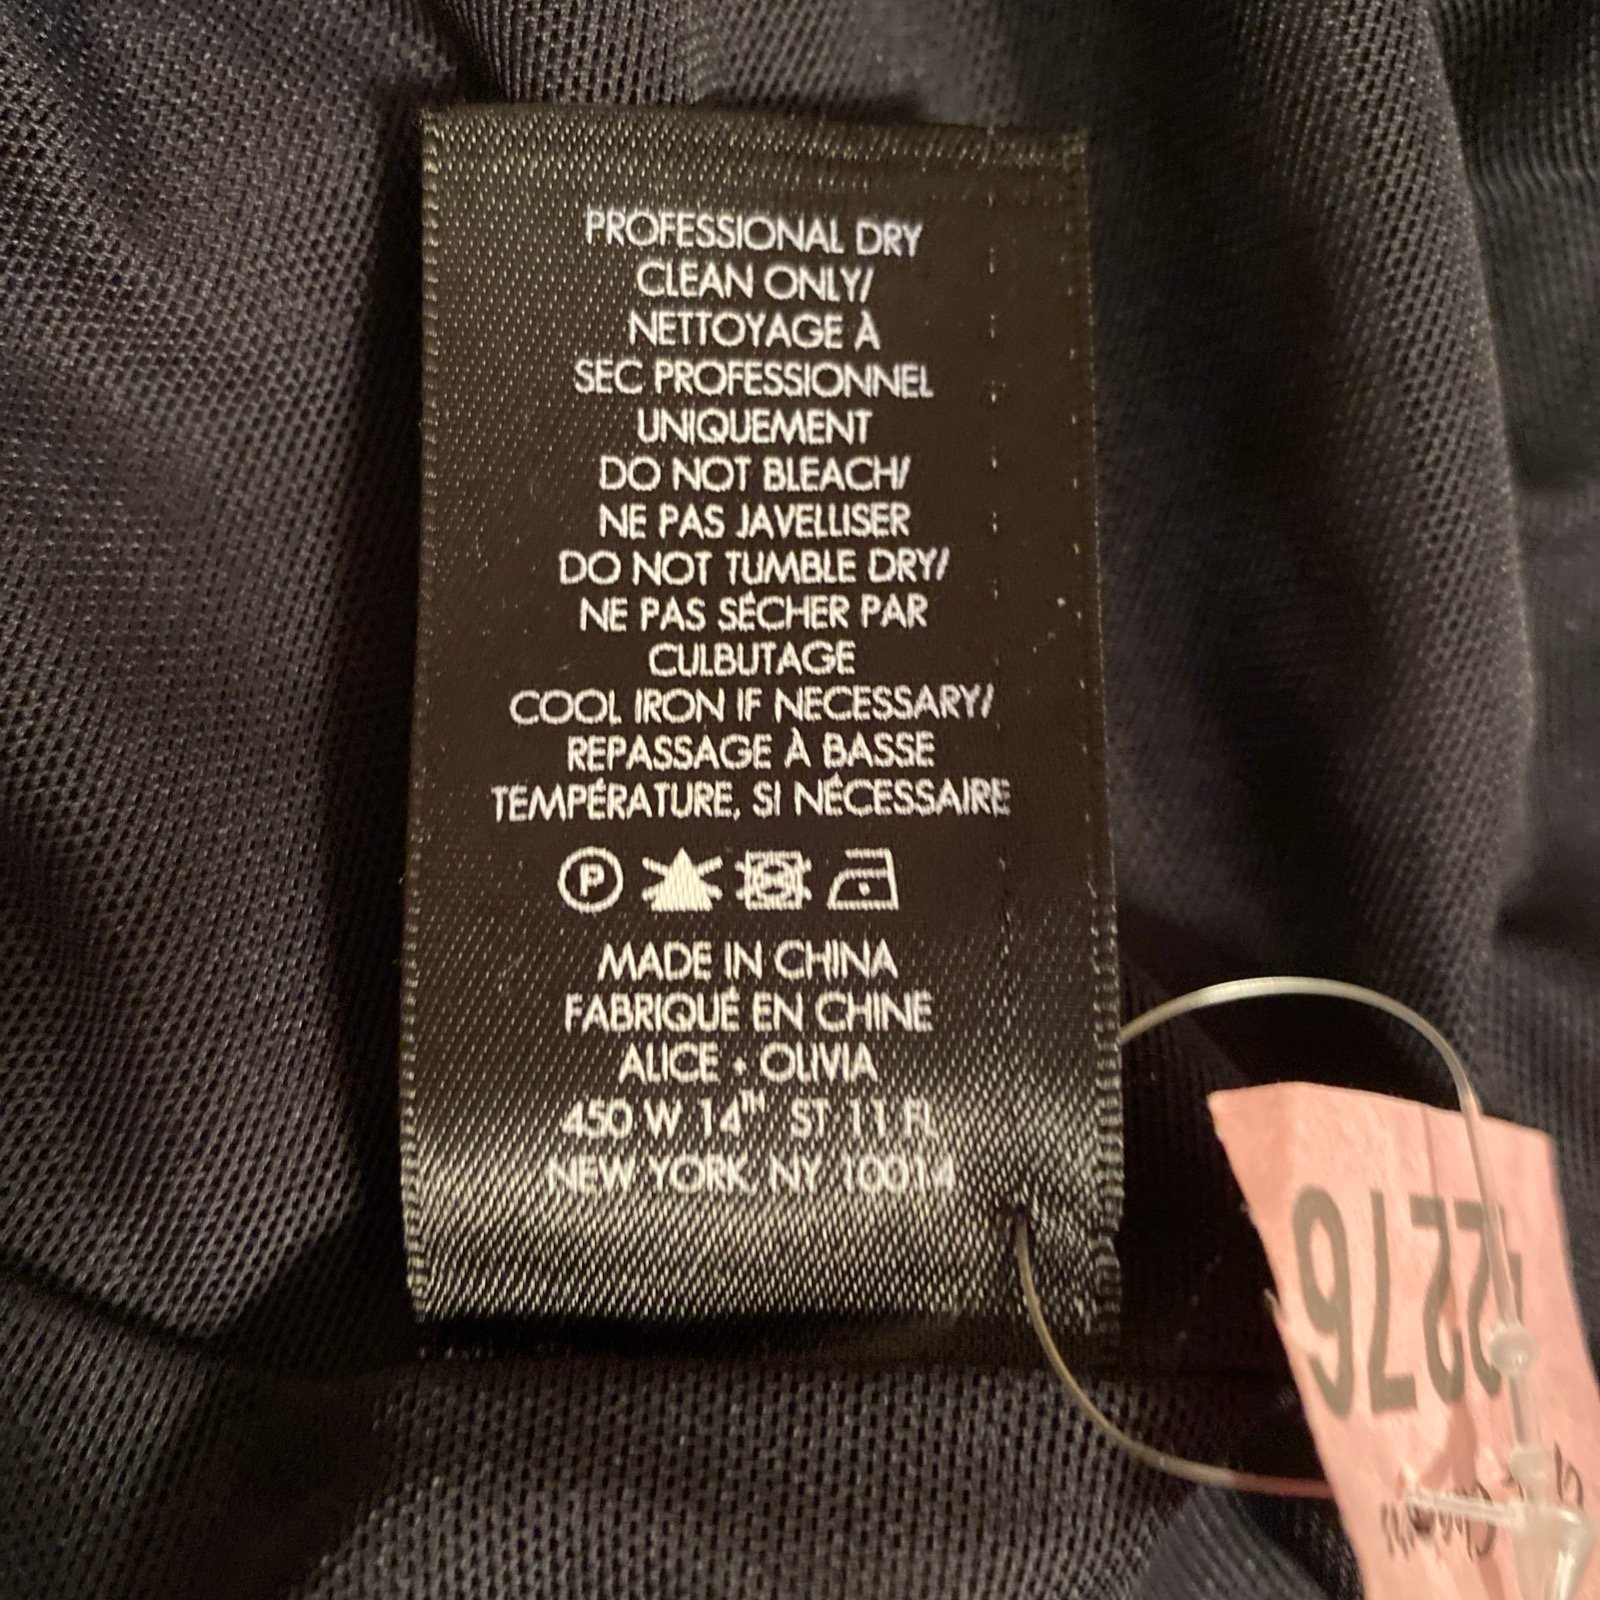 PROFESSIONAL DRY
CLEAN ONLY/
NETTOYAGE À
SEC PROFESSIONNEL
UNIQUEMENT
DO NOT BLEACH/
NE PAS JAVELLISER
DO NOT TUMBLE DRY/
NE PAS SÉCHER PAR
CULBUTAGE
COOL IRON IF NECESSARY/
REPASSAGE À BASSE
TEMPÉRATURE, SI NÉCESSAIRE
P
MADE IN CHINA
FABRIQUÉ EN CHINE
ALICE + OLIVIA
450 W 14TH ST 11 FL
NEW YORK, NY 10014